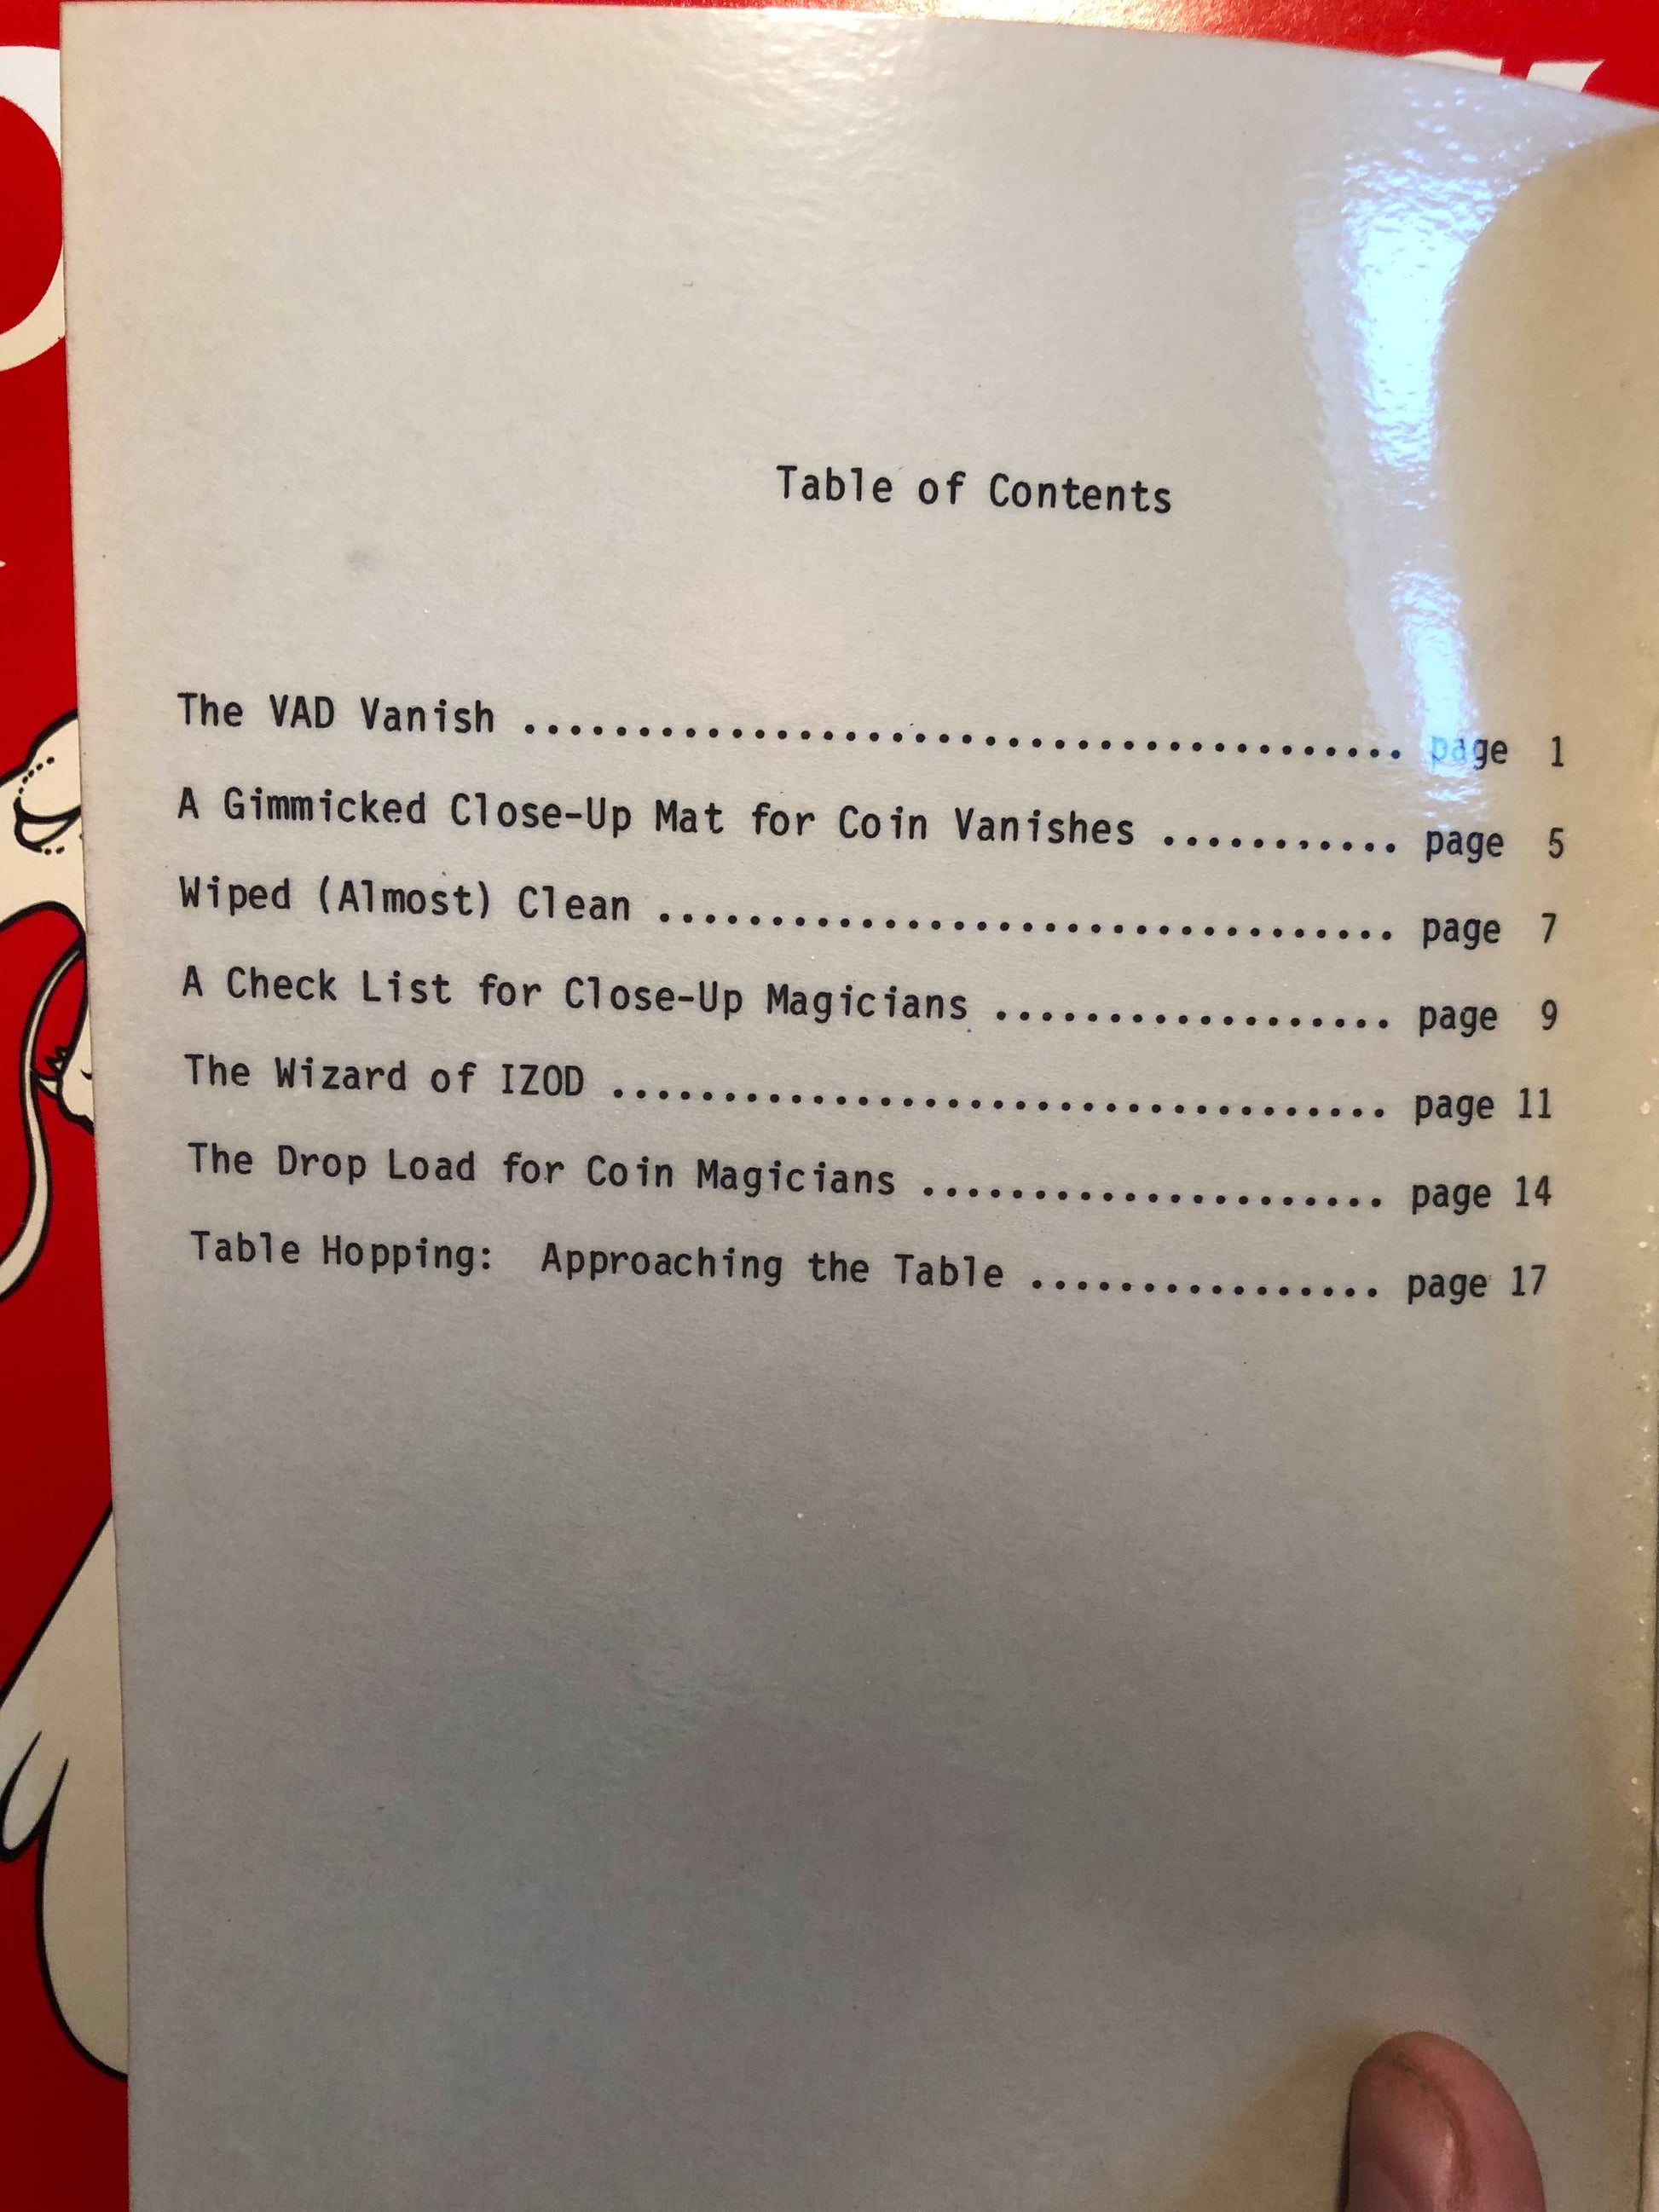 Table of Contents
The VAD Vanish ....................................... page 1
A Gimmicked Close-Up Mat for Coin Vanishes ........... page 5
Wiped (Almost) Clean ................................. page 7
A Check List for Close-Up Magicians .................. page 9
The Wizard of IZOD ................................... page 11
The Drop Load for Coin Magicians ..................... page 14
Table Hopping:  Approaching the Table ................ page 17